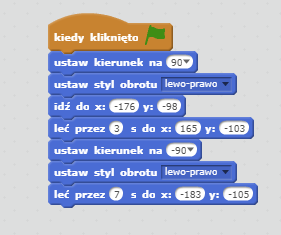 kiedy kliknięto
ustaw kierunek na 90
ustaw styl obrotu lewo-prawo
idź do x: -176 y: -98
leć przez 3 s do x: 165 y: -103
ustaw kierunek na -90
ustaw styl obrotu lewo-prawo
leć przez 7 s do x: -183 y: -105